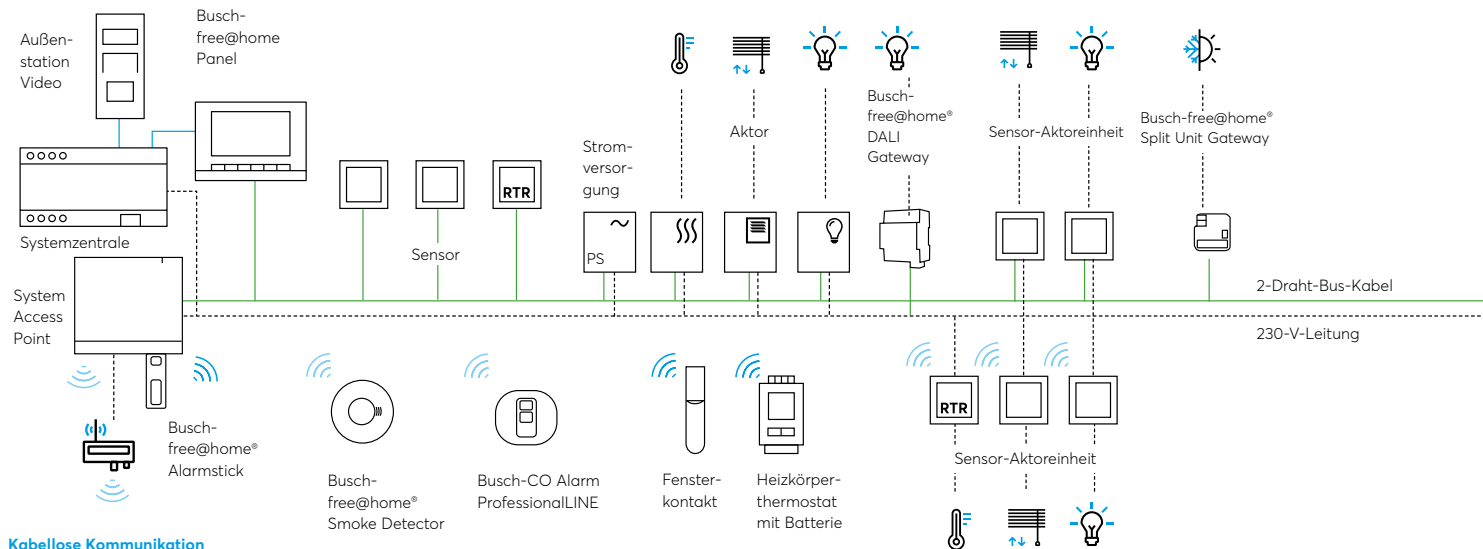 Außen-
station
Video
Busch-
free@home
Panel
Systemzentrale
System
Access
Point
Busch-
free@home®
Alarmstick
RTR
Sensor
Strom-
versor-
gung
PS
Aktor
Busch-
free@home®
DALI
Gateway
Sensor-Aktoreinheit
Busch-free@home®
Split Unit Gateway
2-Draht-Bus-Kabel
230-V-Leitung
Busch-
free@home®
Smoke Detector
Busch-CO Alarm
ProfessionalLINE
Fenster-
kontakt
Heizkörper-
thermostat
mit Batterie
RTR
Sensor-Aktoreinheit
Kabellose Kommunikation